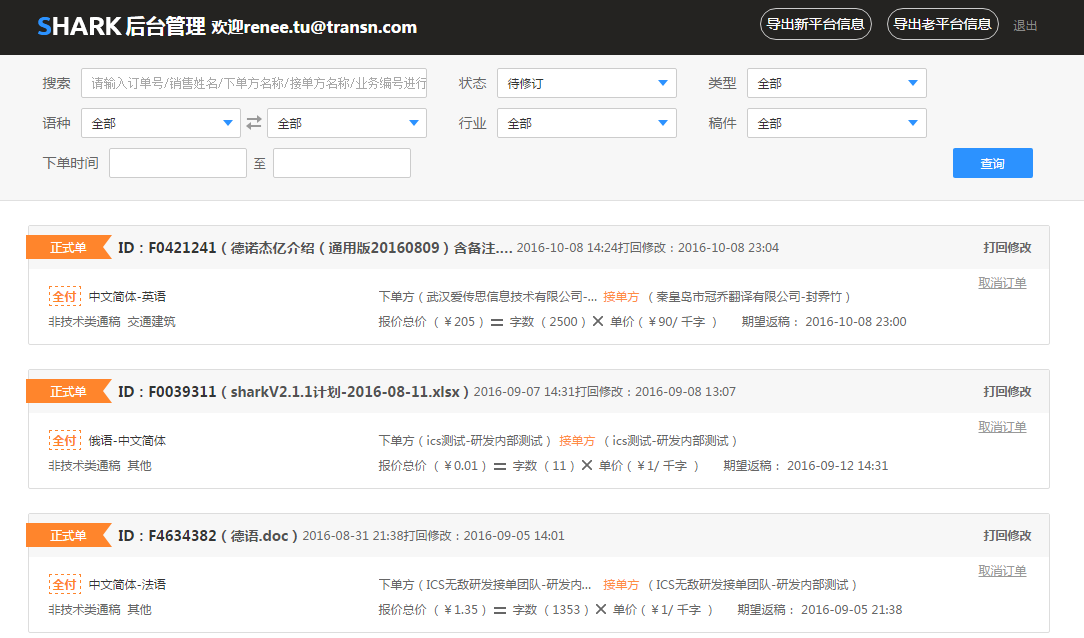 SHARK 后台管理 欢迎renee.tu@transn.com 导出新平台信息 导出老平台信息 退出
搜索 请输入订单号/销售姓名/下单方名称/接单方名称/业务编号进行 状态 待修订 类型 全部
语种 全部 全部 行业 全部 稿件 全部
下单时间 至 查询
正式单 ID：F0421241（德诺杰亿介绍（通用版20160809）含备注.... 2016-10-08 14:24打回修改：2016-10-08 23:04 打回修改
取消订单
全付 中文简体-英语 下单方（武汉爱传思信息技术有限公司-... 接单方 （秦皇岛市冠乔翻译有限公司-封霁竹）
非技术类通稿 交通建筑 报价总价（￥205）= 字数（2500）× 单价（￥90/ 千字 ） 期望返稿： 2016-10-08 23:00
正式单 ID：F0039311（sharkV2.1.1计划-2016-08-11.xlsx）2016-09-07 14:31打回修改：2016-09-08 13:07 打回修改
取消订单
全付 俄语-中文简体 下单方（ics测试-研发内部测试） 接单方 （ics测试-研发内部测试）
非技术类通稿 其他 报价总价（￥0.01）= 字数（11）× 单价（￥1/ 千字 ） 期望返稿： 2016-09-12 14:31
正式单 ID：F4634382（德语.doc）2016-08-31 21:38打回修改：2016-09-05 14:01 打回修改
取消订单
全付 中文简体-法语 下单方（ICS无敌研发接单团队-研发内... 接单方 （ICS无敌研发接单团队-研发内部测试）
非技术类通稿 其他 报价总价（￥1.35）= 字数（1353）× 单价（￥1/ 千字 ） 期望返稿： 2016-09-05 21:38